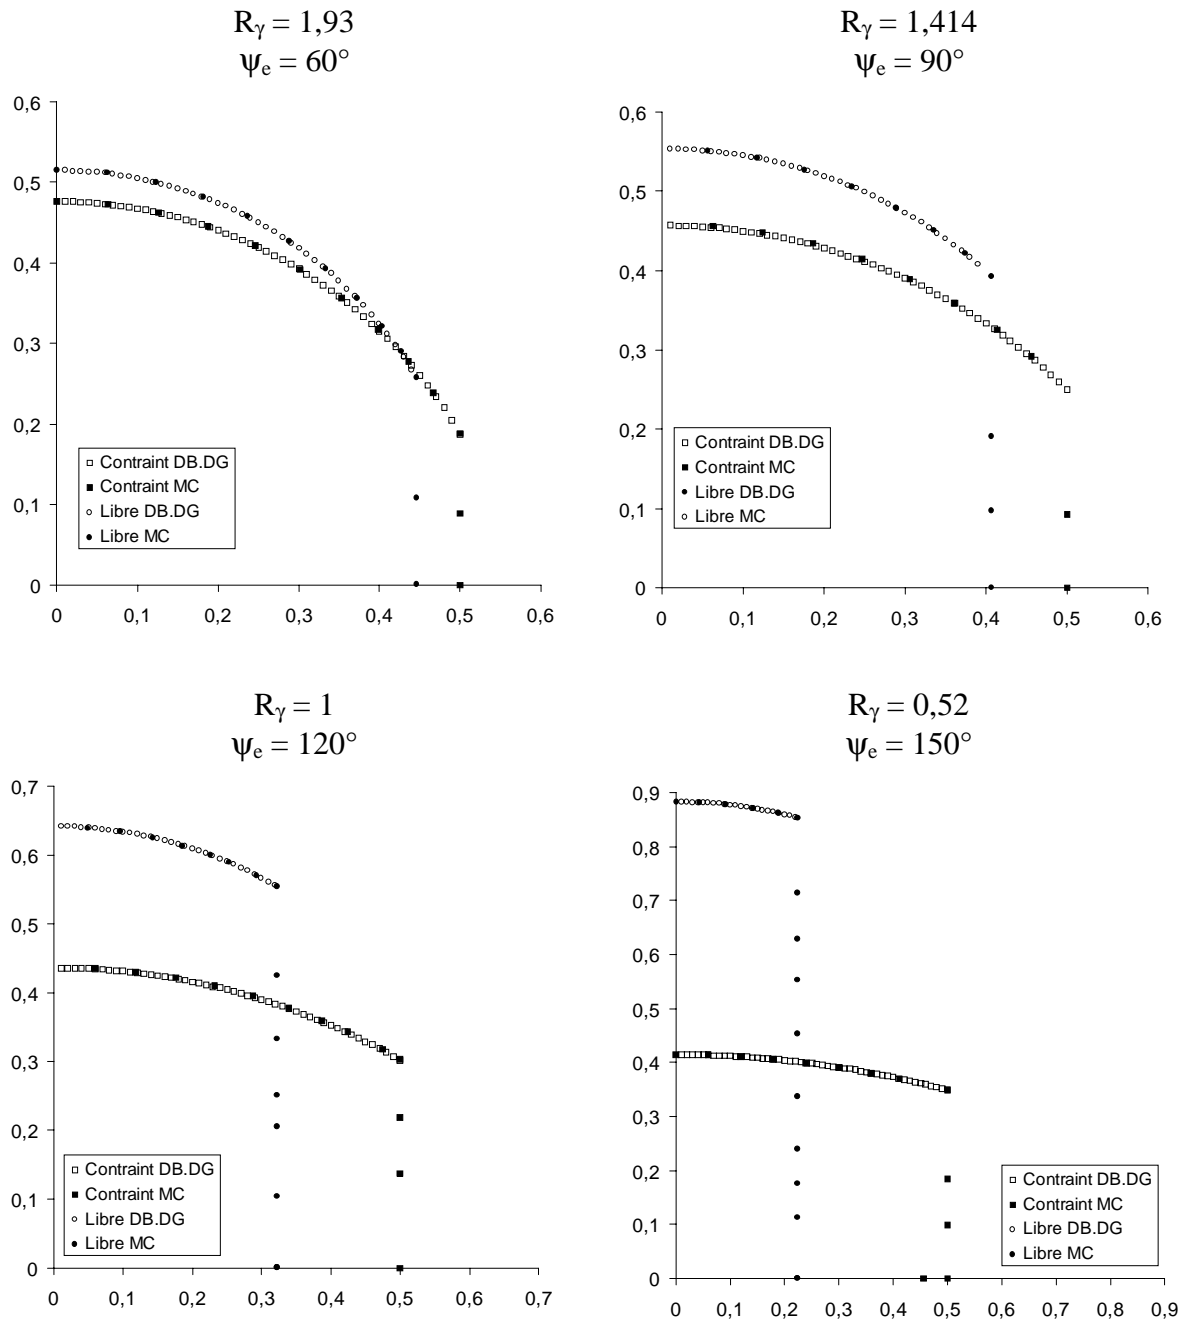 Rγ = 1,93
ψe = 60°
0,6
0,5
0,4
0,3
0,2
0,1
0
Contraint DB.DG
Contraint MC
Libre DB.DG
Libre MC
0 0,1 0,2 0,3 0,4 0,5 0,6
Rγ = 1,414
ψe = 90°
0,6
0,5
0,4
0,3
0,2
0,1
0
Contraint DB.DG
Contraint MC
Libre DB.DG
Libre MC
0 0,1 0,2 0,3 0,4 0,5 0,6
Rγ = 1
ψe = 120°
0,7
0,6
0,5
0,4
0,3
0,2
0,1
0
Contraint DB.DG
Contraint MC
Libre DB.DG
Libre MC
0 0,1 0,2 0,3 0,4 0,5 0,6 0,7
Rγ = 0,52
ψe = 150°
0,9
0,8
0,7
0,6
0,5
0,4
0,3
0,2
0,1
0
Contraint DB.DG
Contraint MC
Libre DB.DG
Libre MC
0 0,1 0,2 0,3 0,4 0,5 0,6 0,7 0,8 0,9